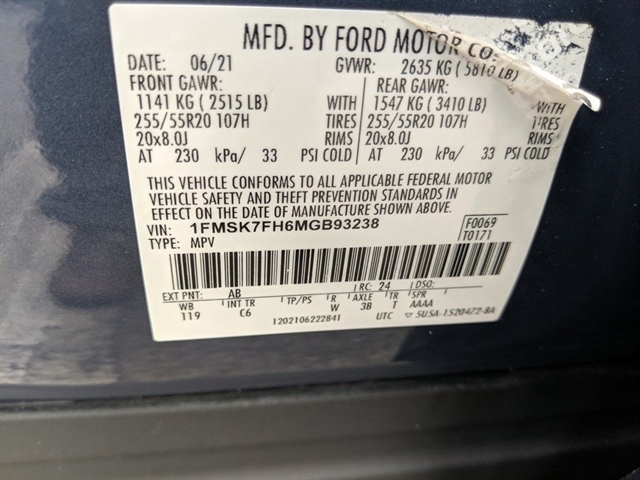 MFD. BY FORD MOTOR CO.
DATE: 06/21 GVWR: 2635 KG ( 5810 LB)
FRONT GAWR: REAR GAWR:
1141 KG ( 2515 LB) WITH 1547 KG ( 3410 LB) WITH
255/55R20 107H TIRES 255/55R20 107H TIRES
20x8.0J RIMS 20x8.0J RIMS
AT 230 kPa/ 33 PSI COLD AT 230 kPa/ 33 PSI COLD
THIS VEHICLE CONFORMS TO ALL APPLICABLE FEDERAL MOTOR
VEHICLE SAFETY AND THEFT PREVENTION STANDARDS IN
EFFECT ON THE DATE OF MANUFACTURE SHOWN ABOVE.
VIN: 1FMSK7FH6MGB93238 F0069
TYPE: MPV T0171
EXT PNT: AB RC: 24 DSO:
WB INT TR TP/PS R AXLE TR SPR
119 C6 W 3B T AAAA
1202106222841 UTC ▽ SU5A-1520472-BA